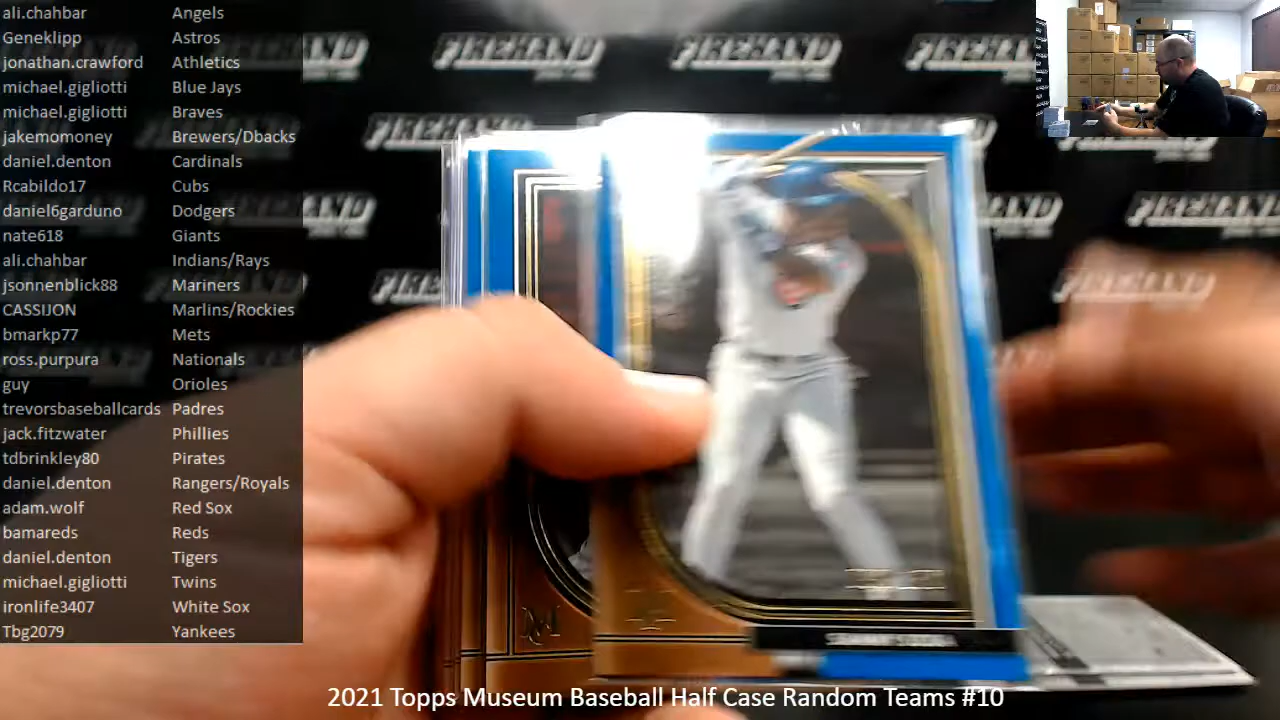 ali.chahbar Angels
Geneklipp Astros
jonathan.crawford Athletics
michael.gigliotti Blue Jays
michael.gigliotti Braves
jakemomoney Brewers/Dbacks
daniel.denton Cardinals
Rcabildo17 Cubs
daniel6garduno Dodgers
nate618 Giants
ali.chahbar Indians/Rays
jsonnenblick88 Mariners
CASSIJON Marlins/Rockies
bmarkp77 Mets
ross.purpura Nationals
guy Orioles
trevorsbaseballcards Padres
jack.fitzwater Phillies
tdbrinkley80 Pirates
daniel.denton Rangers/Royals
adam.wolf Red Sox
bamareds Reds
daniel.denton Tigers
michael.gigliotti Twins
ironlife3407 White Sox
Tbg2079 Yankees
FIREHAND FIREHAND FIREHAND
FIREHAND
FIREHAND
2021 Topps Museum Baseball Half Case Random Teams #10